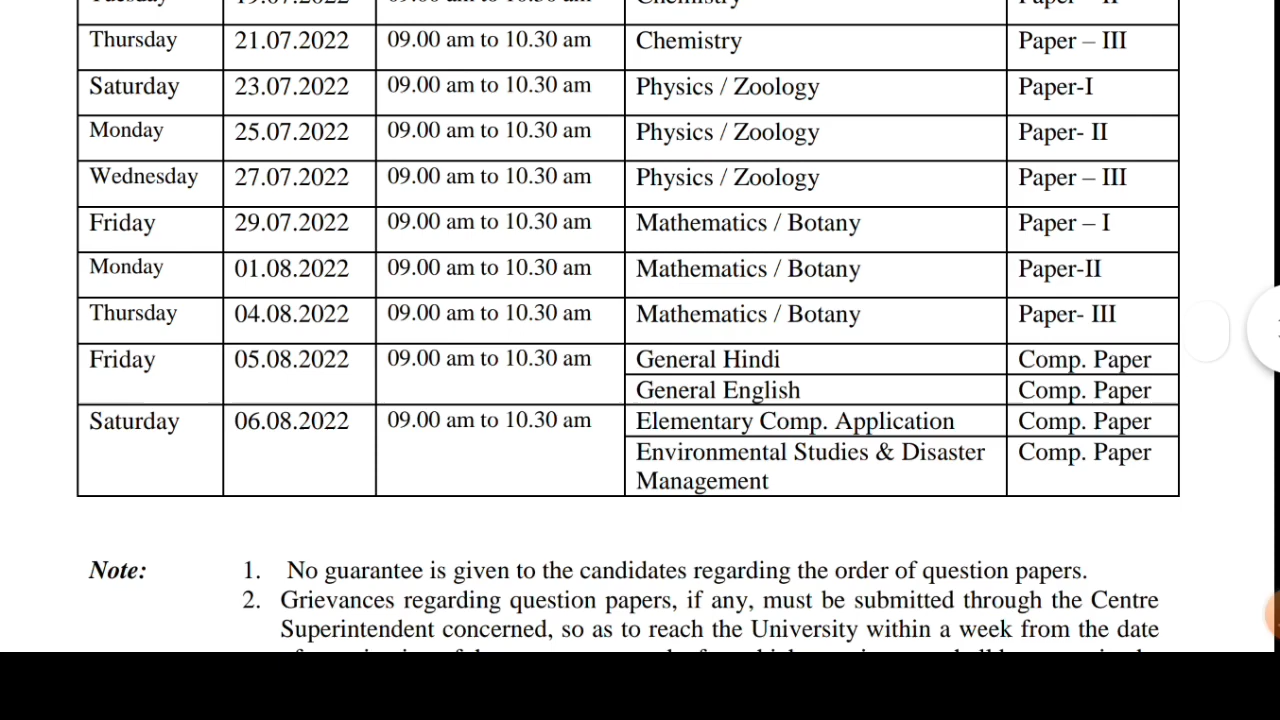 Thursday 21.07.2022 09.00 am to 10.30 am Chemistry Paper – III
Saturday 23.07.2022 09.00 am to 10.30 am Physics / Zoology Paper-I
Monday 25.07.2022 09.00 am to 10.30 am Physics / Zoology Paper- II
Wednesday 27.07.2022 09.00 am to 10.30 am Physics / Zoology Paper – III
Friday 29.07.2022 09.00 am to 10.30 am Mathematics / Botany Paper – I
Monday 01.08.2022 09.00 am to 10.30 am Mathematics / Botany Paper-II
Thursday 04.08.2022 09.00 am to 10.30 am Mathematics / Botany Paper- III
Friday 05.08.2022 09.00 am to 10.30 am General Hindi Comp. Paper
General English Comp. Paper
Saturday 06.08.2022 09.00 am to 10.30 am Elementary Comp. Application Comp. Paper
Environmental Studies & Disaster Comp. Paper
Management
Note: 1. No guarantee is given to the candidates regarding the order of question papers.
2. Grievances regarding question papers, if any, must be submitted through the Centre
Superintendent concerned, so as to reach the University within a week from the date